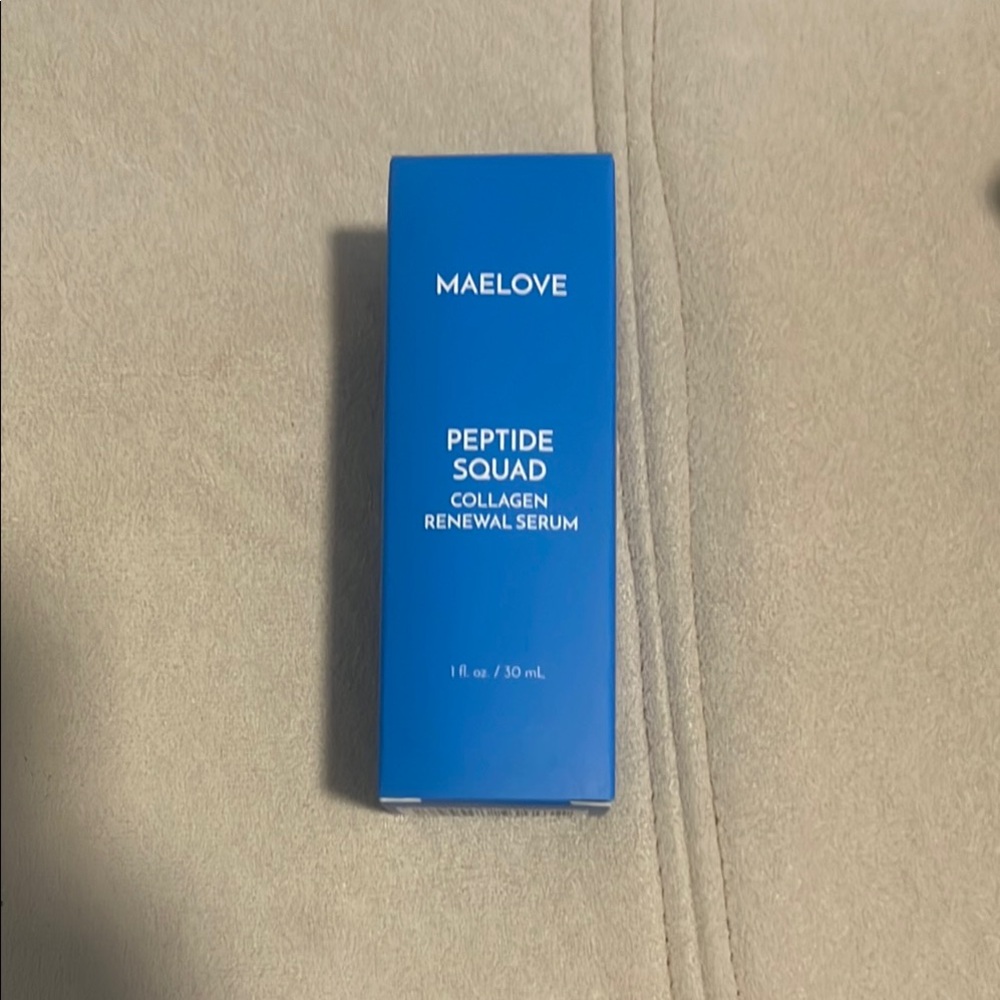 MAELOVE
PEPTIDE
SQUAD
COLLAGEN
RENEWAL SERUM
1 fl. oz. / 30 mL